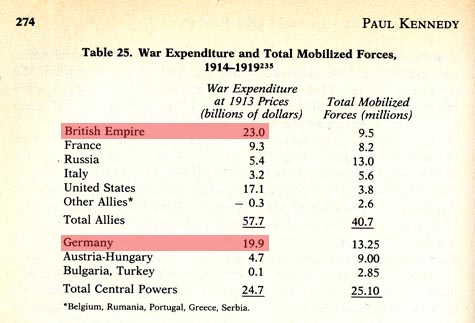 274 PAUL KENNEDY
Table 25. War Expenditure and Total Mobilized Forces,
1914–1919²³⁵
War Expenditure
at 1913 Prices Total Mobilized
(billions of dollars) Forces (millions)
British Empire 23.0 9.5
France 9.3 8.2
Russia 5.4 13.0
Italy 3.2 5.6
United States 17.1 3.8
Other Allies* – 0.3 2.6
Total Allies 57.7 40.7
Germany 19.9 13.25
Austria-Hungary 4.7 9.00
Bulgaria, Turkey 0.1 2.85
Total Central Powers 24.7 25.10
*Belgium, Rumania, Portugal, Greece, Serbia.